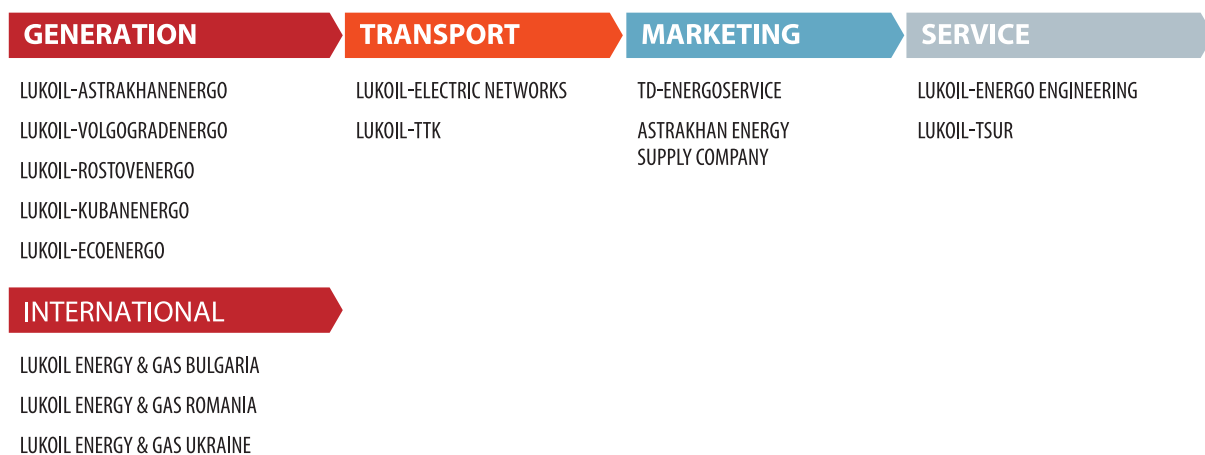 GENERATION
LUKOIL-ASTRAKHANENERGO
LUKOIL-VOLGOGRADENERGO
LUKOIL-ROSTOVENERGO
LUKOIL-KUBANENERGO
LUKOIL-ECOENERGO
INTERNATIONAL
LUKOIL ENERGY & GAS BULGARIA
LUKOIL ENERGY & GAS ROMANIA
LUKOIL ENERGY & GAS UKRAINE
TRANSPORT
LUKOIL-ELECTRIC NETWORKS
LUKOIL-TTK
MARKETING
TD-ENERGOSERVICE
ASTRAKHAN ENERGY
SUPPLY COMPANY
SERVICE
LUKOIL-ENERGO ENGINEERING
LUKOIL-TSUR